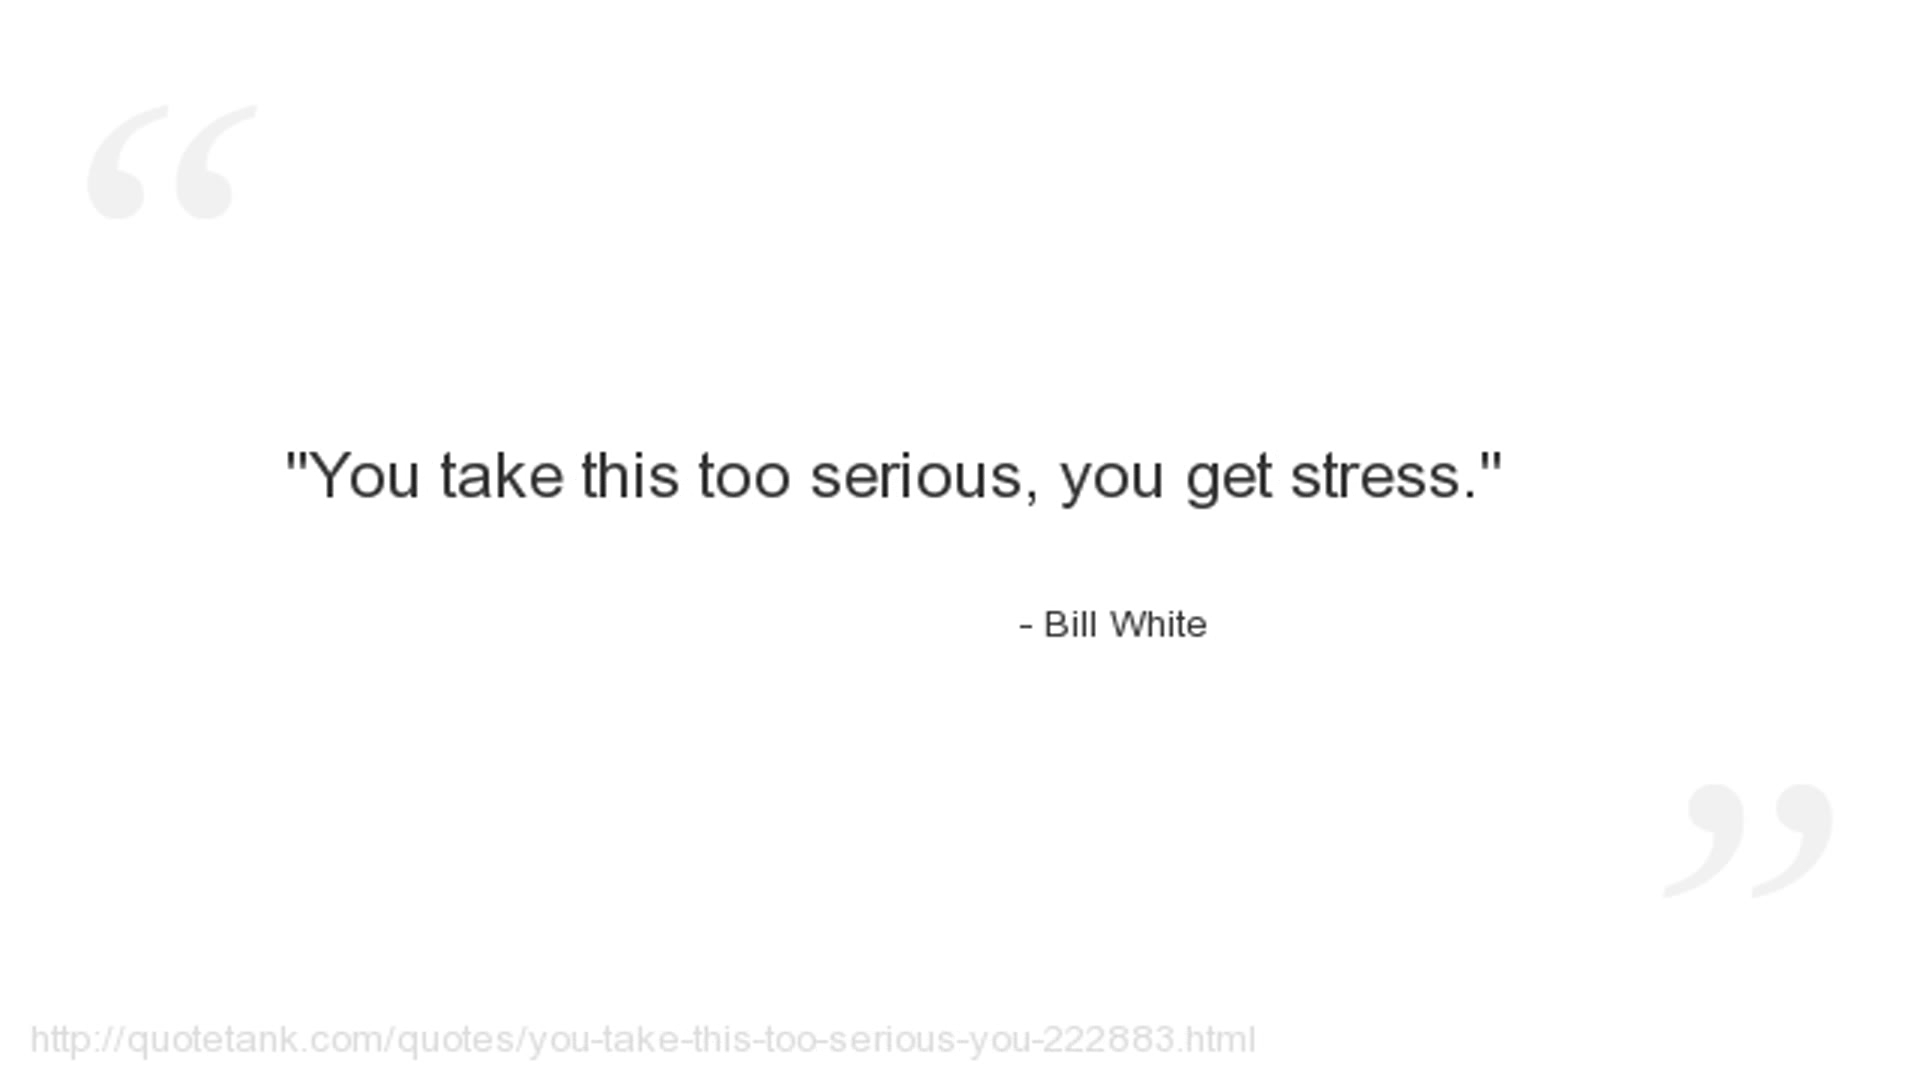 “
"You take this too serious, you get stress."
- Bill White
”
http://quotetank.com/quotes/you-take-this-too-serious-you-222883.html